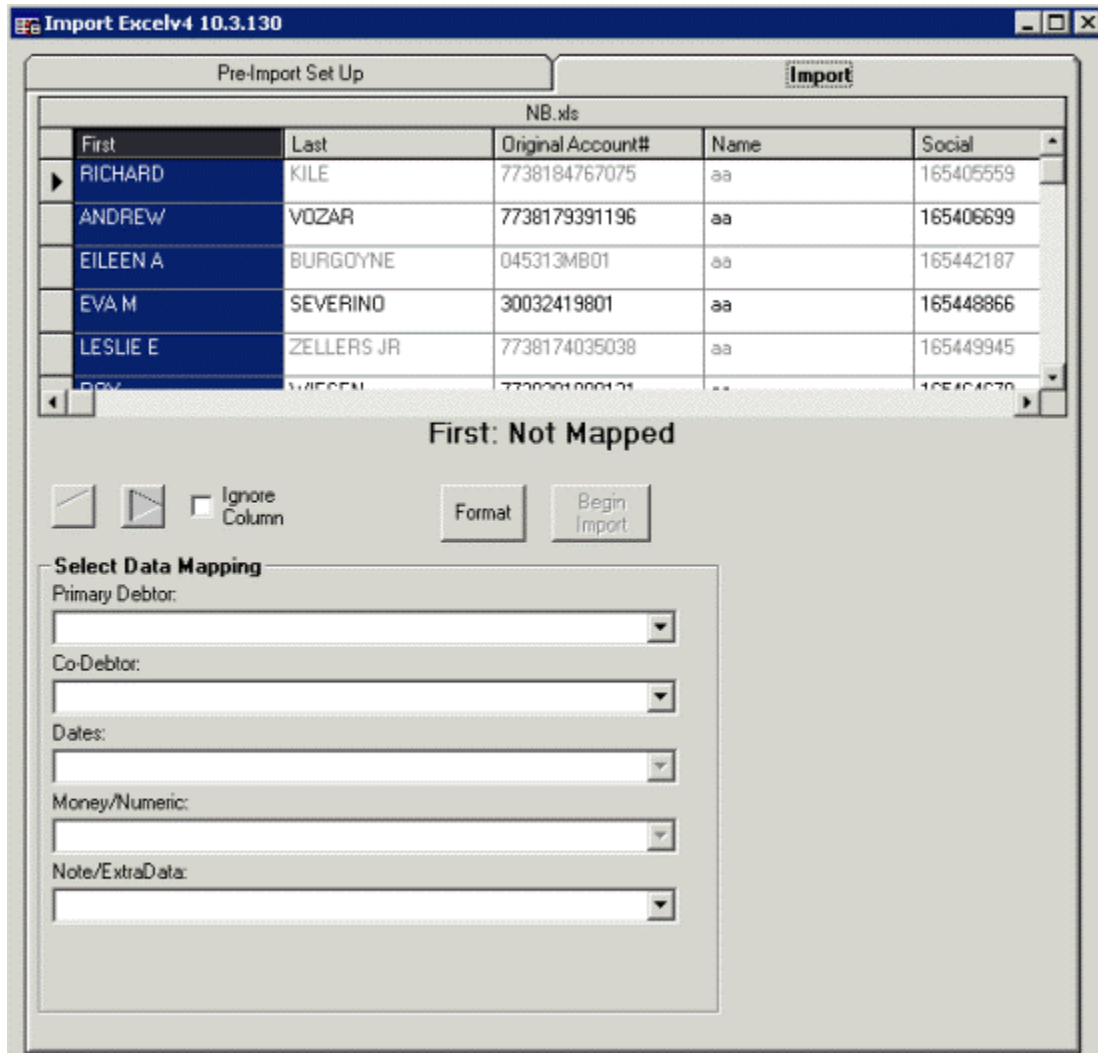 Import Excelv4 10.3.130
Pre-Import Set Up Import
NB.xls
First Last Original Account# Name Social
RICHARD KILE 7738184767075 aa 165405559
ANDREW VOZAR 7738179391196 aa 165406699
EILEEN A BURGOYNE 045313MB01 aa 165442187
EVA M SEVERINO 30032419801 aa 165448866
LESLIE E ZELLERS JR 7738174035038 aa 165449945
First: Not Mapped
Ignore
Column
Format
Begin
Import
Select Data Mapping
Primary Debtor:
Co-Debtor:
Dates:
Money/Numeric:
Note/ExtraData: